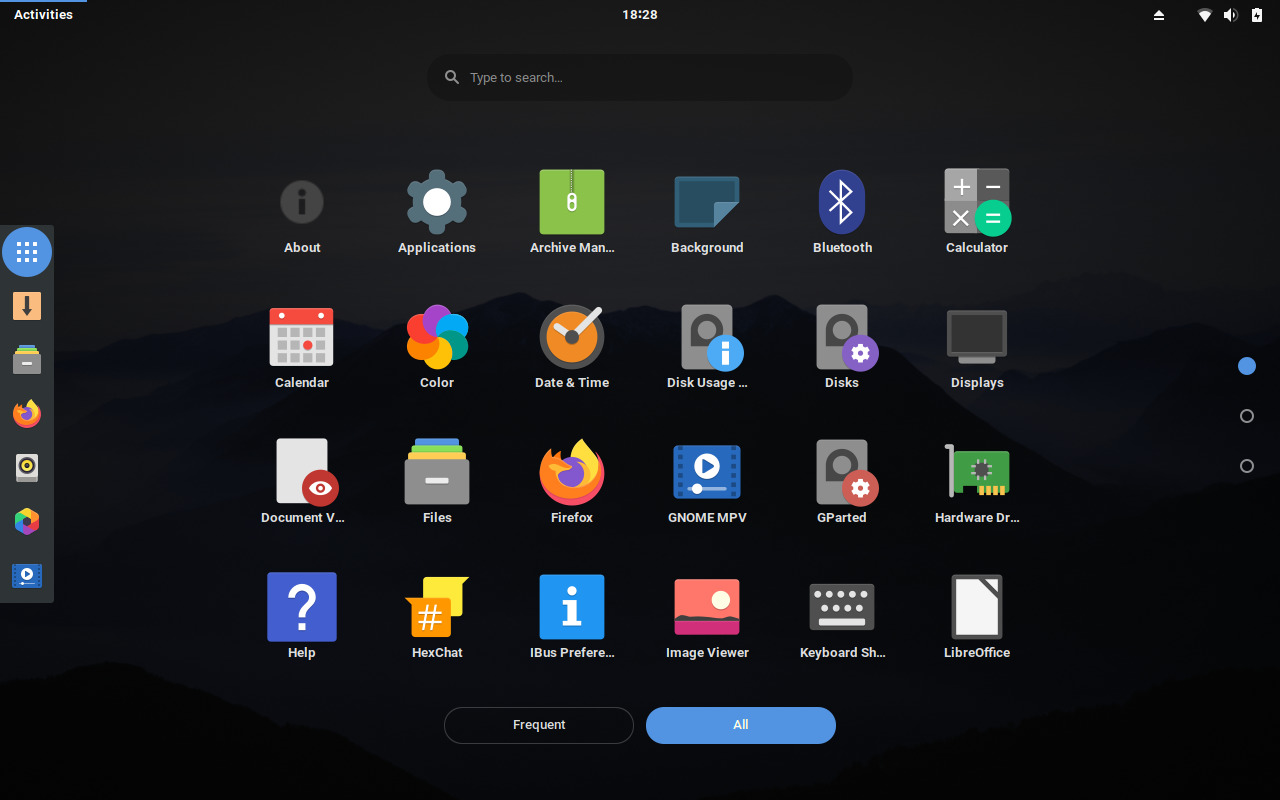 Activities
18:28
Type to search...
About
Applications
Archive Man...
Background
Bluetooth
Calculator
Calendar
Color
Date & Time
Disk Usage ...
Disks
Displays
Document V...
Files
Firefox
GNOME MPV
GParted
Hardware Dr...
Help
HexChat
IBus Prefere...
Image Viewer
Keyboard Sh...
LibreOffice
Frequent
All